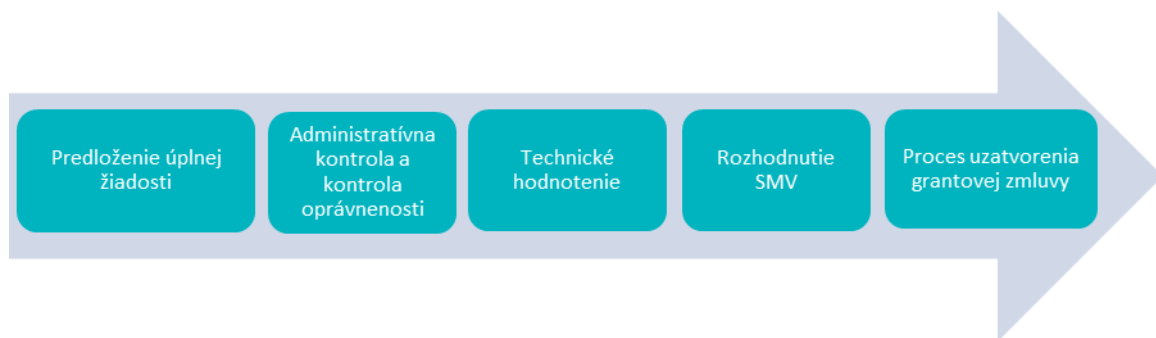 Predloženie úplnej
žiadosti
Administratívna
kontrola a
kontrola
oprávnenosti
Technické
hodnotenie
Rozhodnutie
SMV
Proces uzatvorenia
grantovej zmluvy